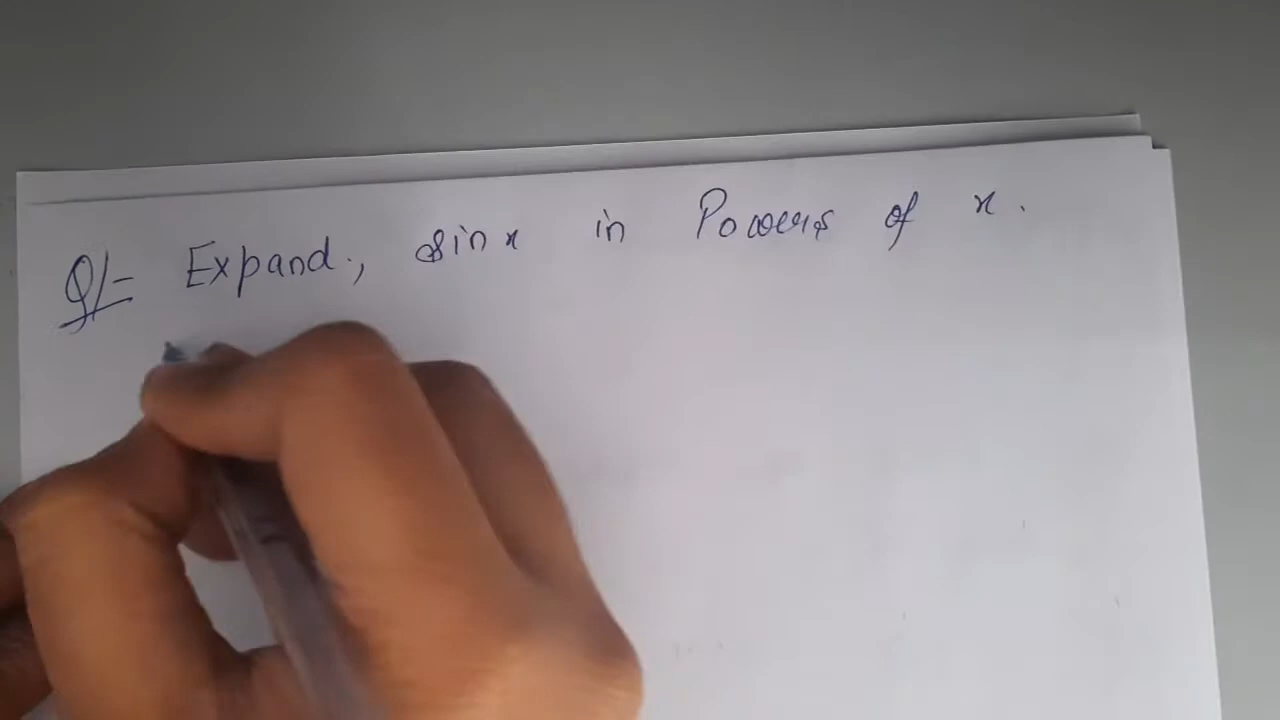 Q/- Expand, sin x in Powers of x.